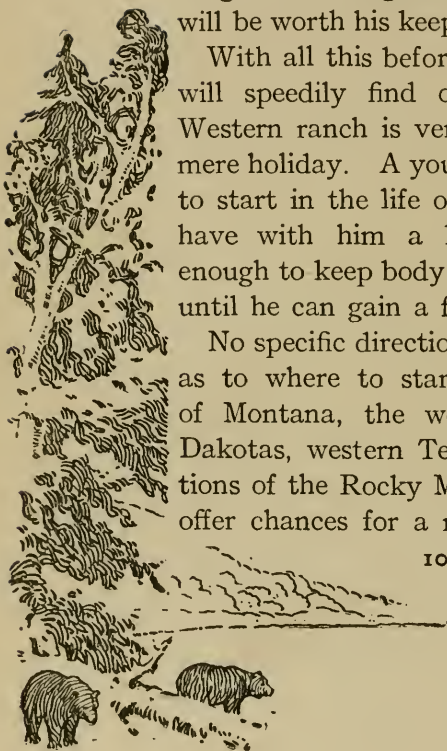 will be worth his keep
With all this befor
will speedily find o
Western ranch is ver
mere holiday. A you
to start in the life o
have with him a
enough to keep body
until he can gain a f
No specific directio
as to where to star
of Montana, the w
Dakotas, western Te
tions of the Rocky M
offer chances for a
10